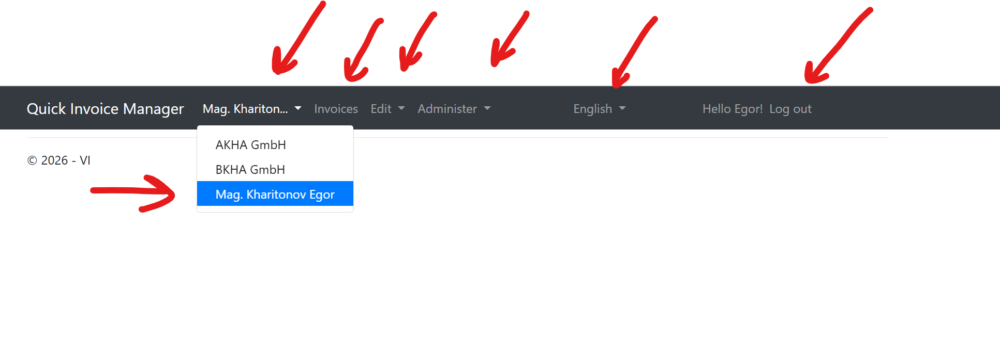 Quick Invoice Manager Mag. Khariton... Invoices Edit Administer English Hello Egor! Log out
AKHA GmbH
© 2026 - VI
BKHA GmbH
Mag. Kharitonov Egor